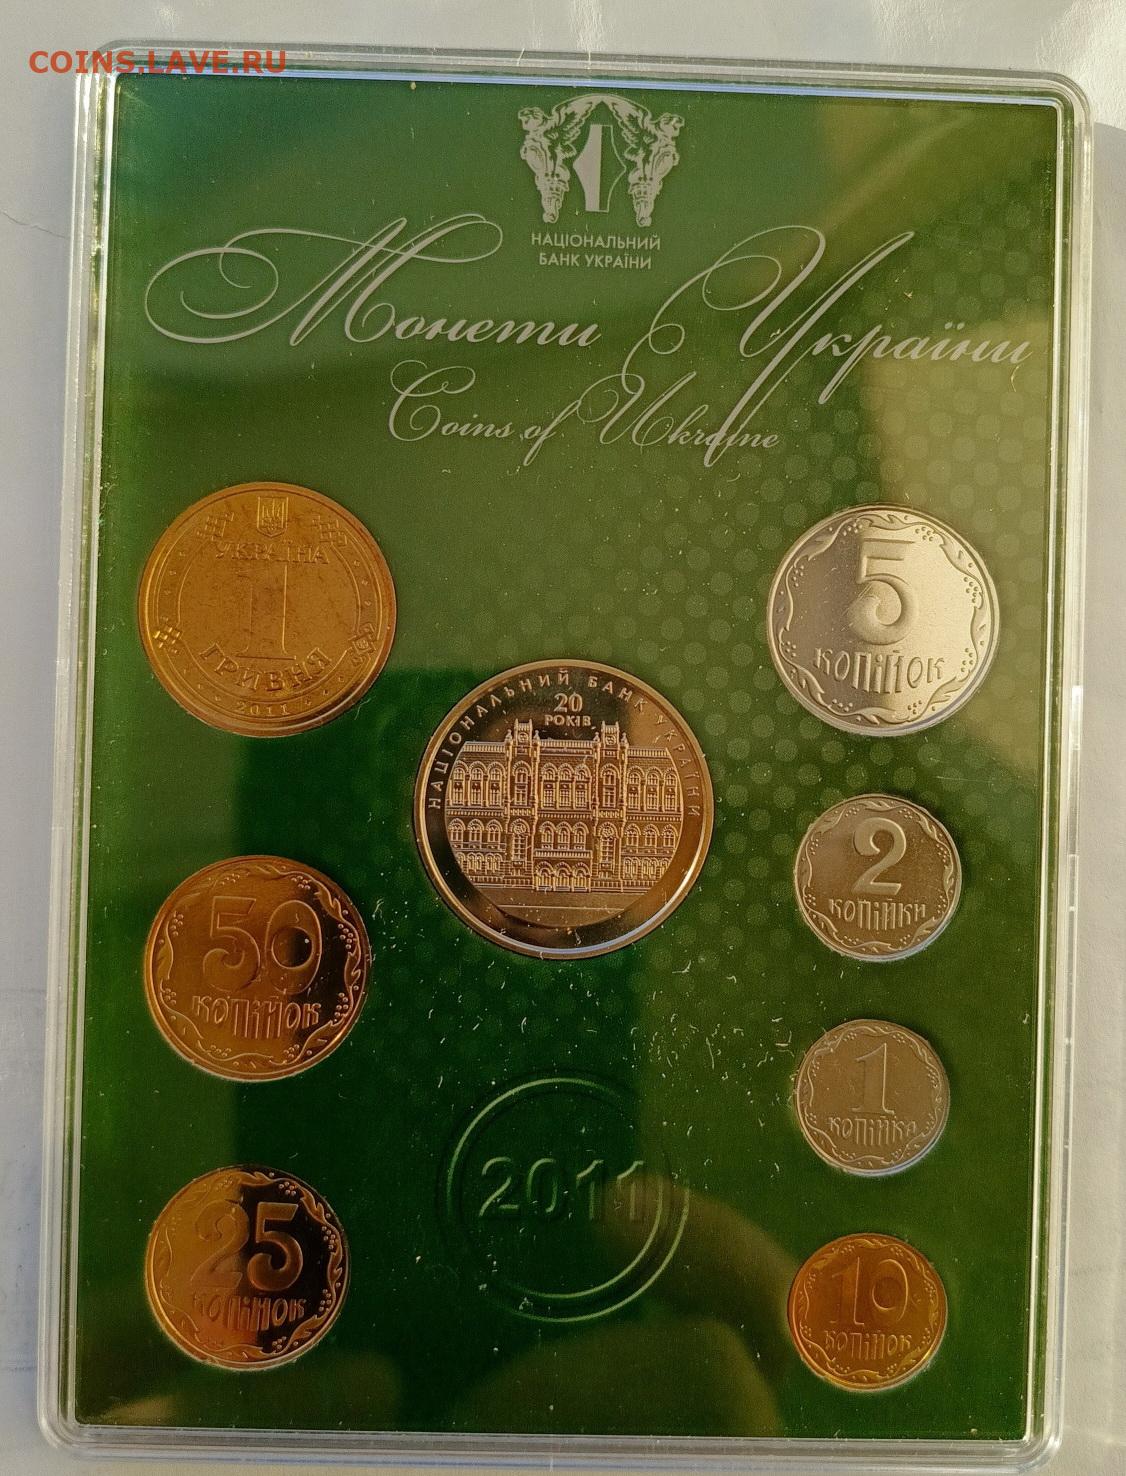 COINS.LAVE.RU
НАЦІОНАЛЬНИЙ
БАНК УКРАЇНИ
Монети України
Coins of Ukraine
УКРАЇНА
1
ГРИВНЯ
2011
5
КОПІЙОК
НАЦІОНАЛЬНИЙ БАНК УКРАЇНИ
20
РОКІВ
2
КОПІЙКИ
50
КОПІЙОК
1
КОПІЙКА
2011
25
КОПІЙОК
10
КОПІЙОК